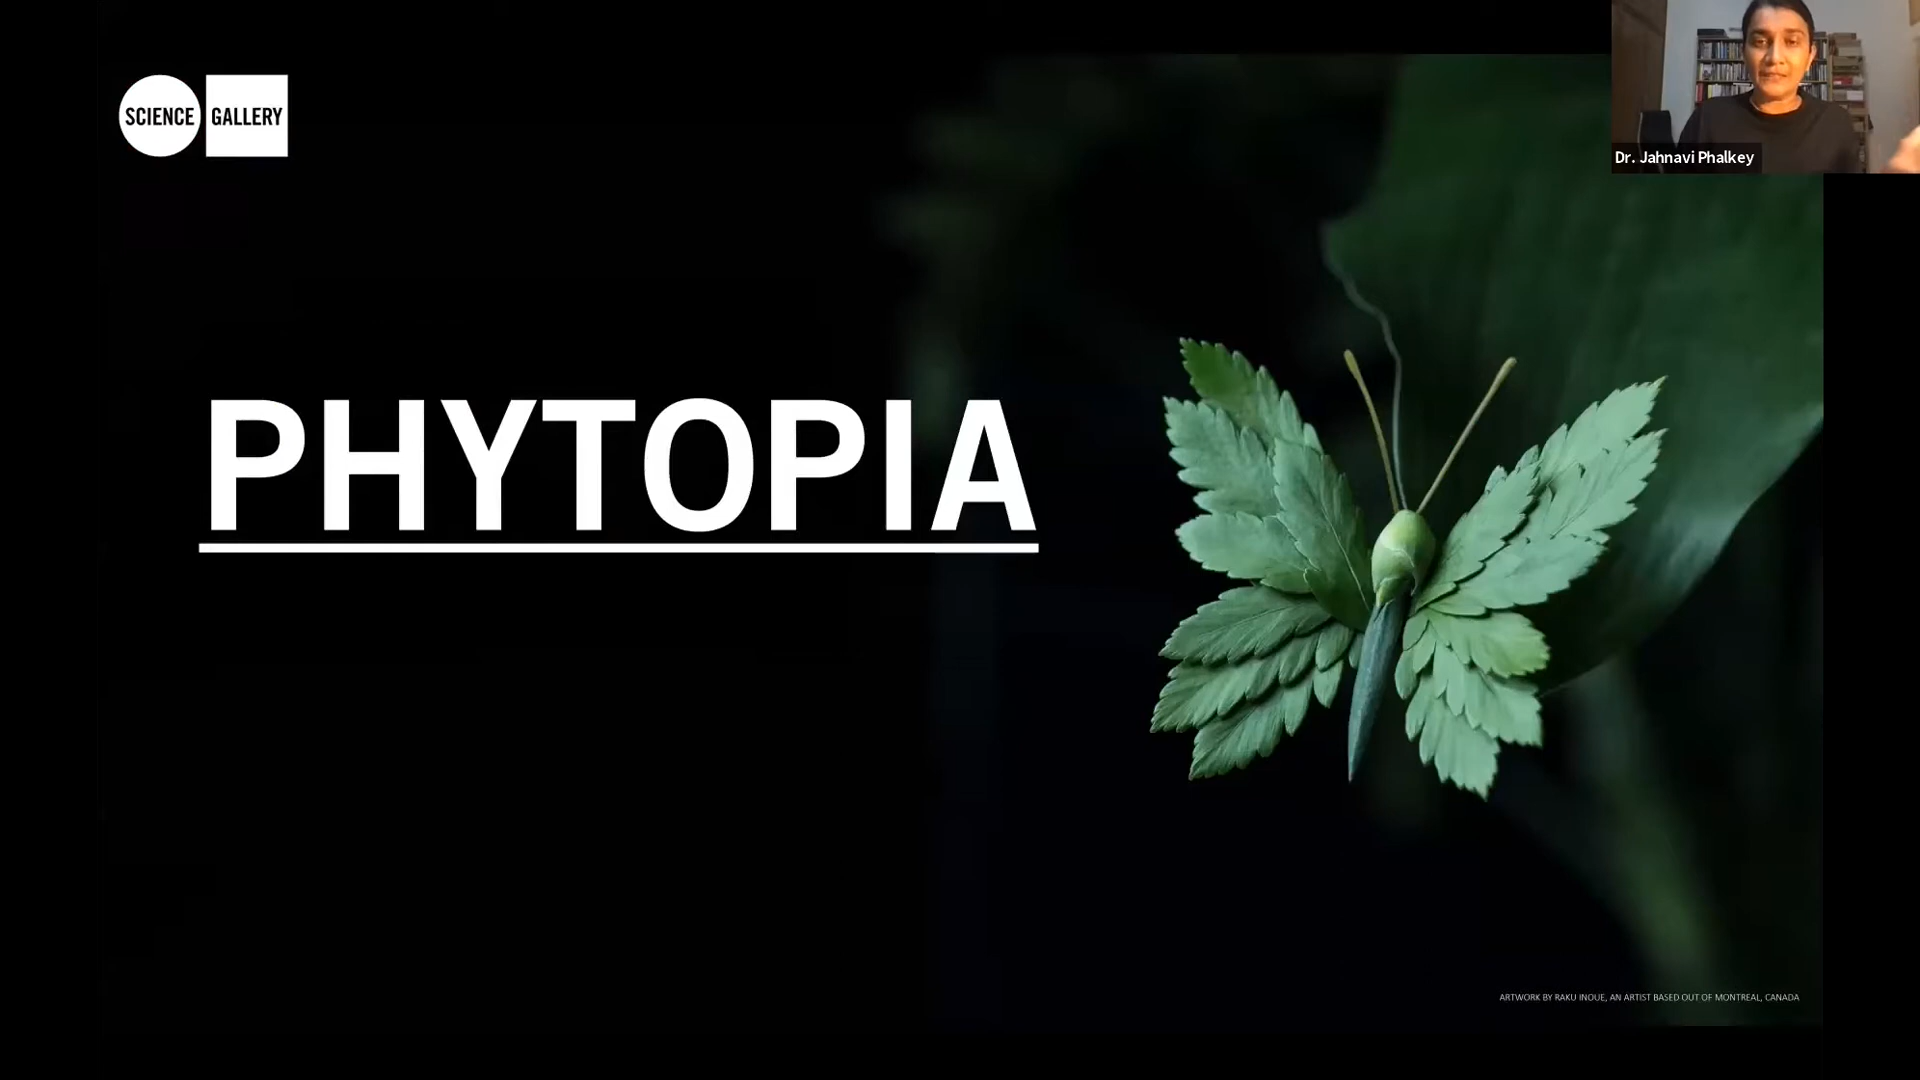 SCIENCE GALLERY
Dr. Jahnavi Phalkey
PHYTOPIA
ARTWORK BY RAKU INOUE, AN ARTIST BASED OUT OF MONTREAL, CANADA